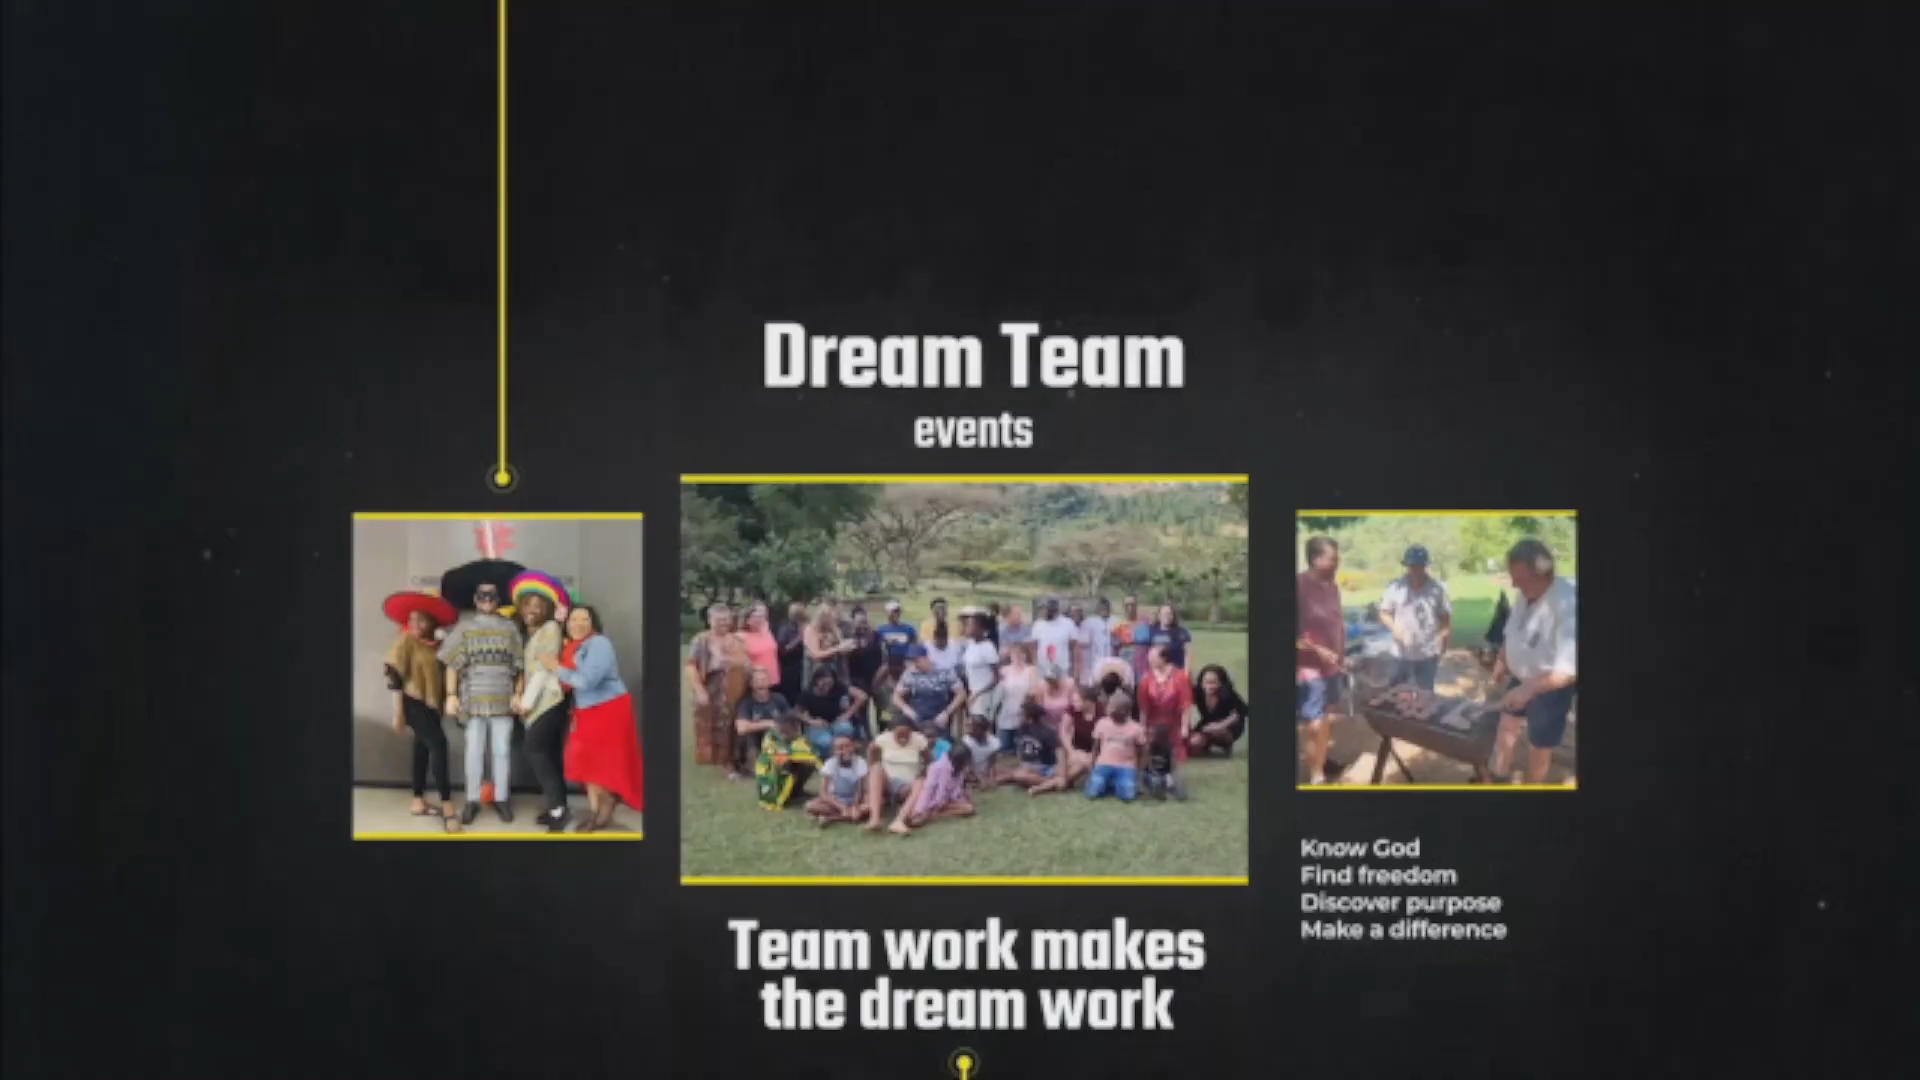 Dream Team
events
Team work makes
the dream work
Know God
Find freedom
Discover purpose
Make a difference